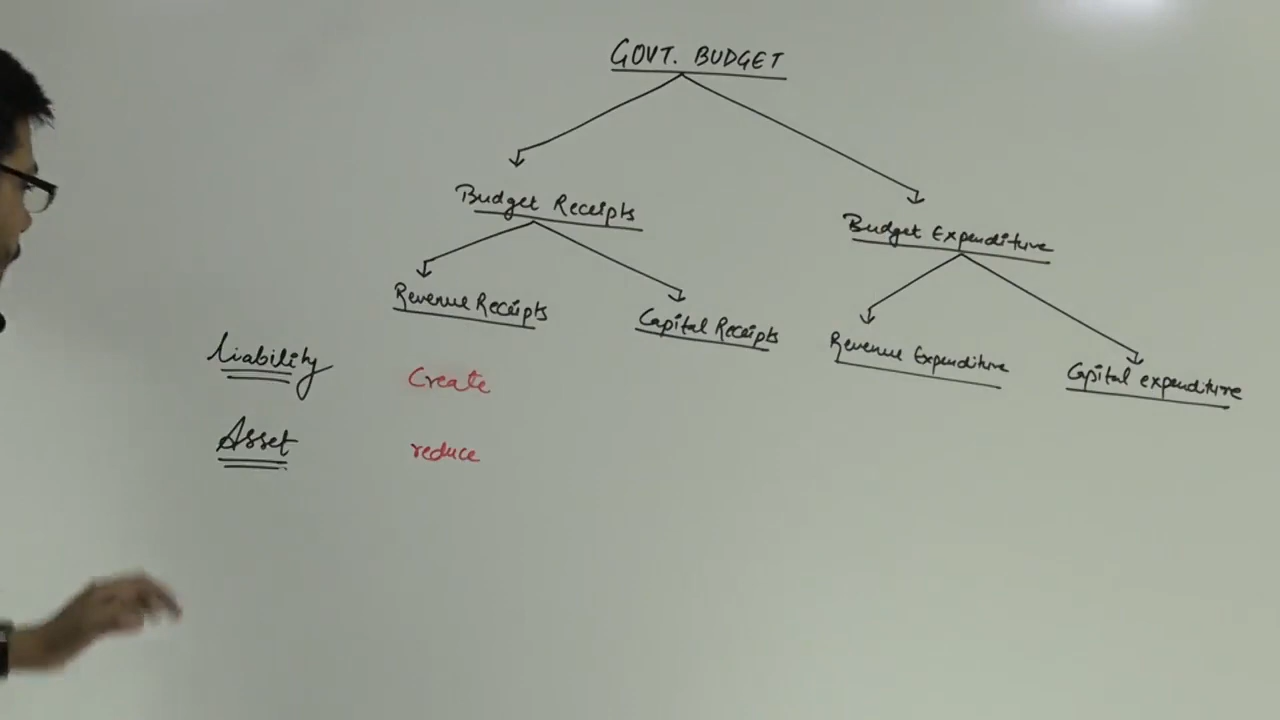 GOVT. BUDGET
Budget Receipts
Budget Expenditure
Revenue Receipts
Capital Receipts
Revenue Expenditure
Capital expenditure
Liability
Create
Asset
reduce